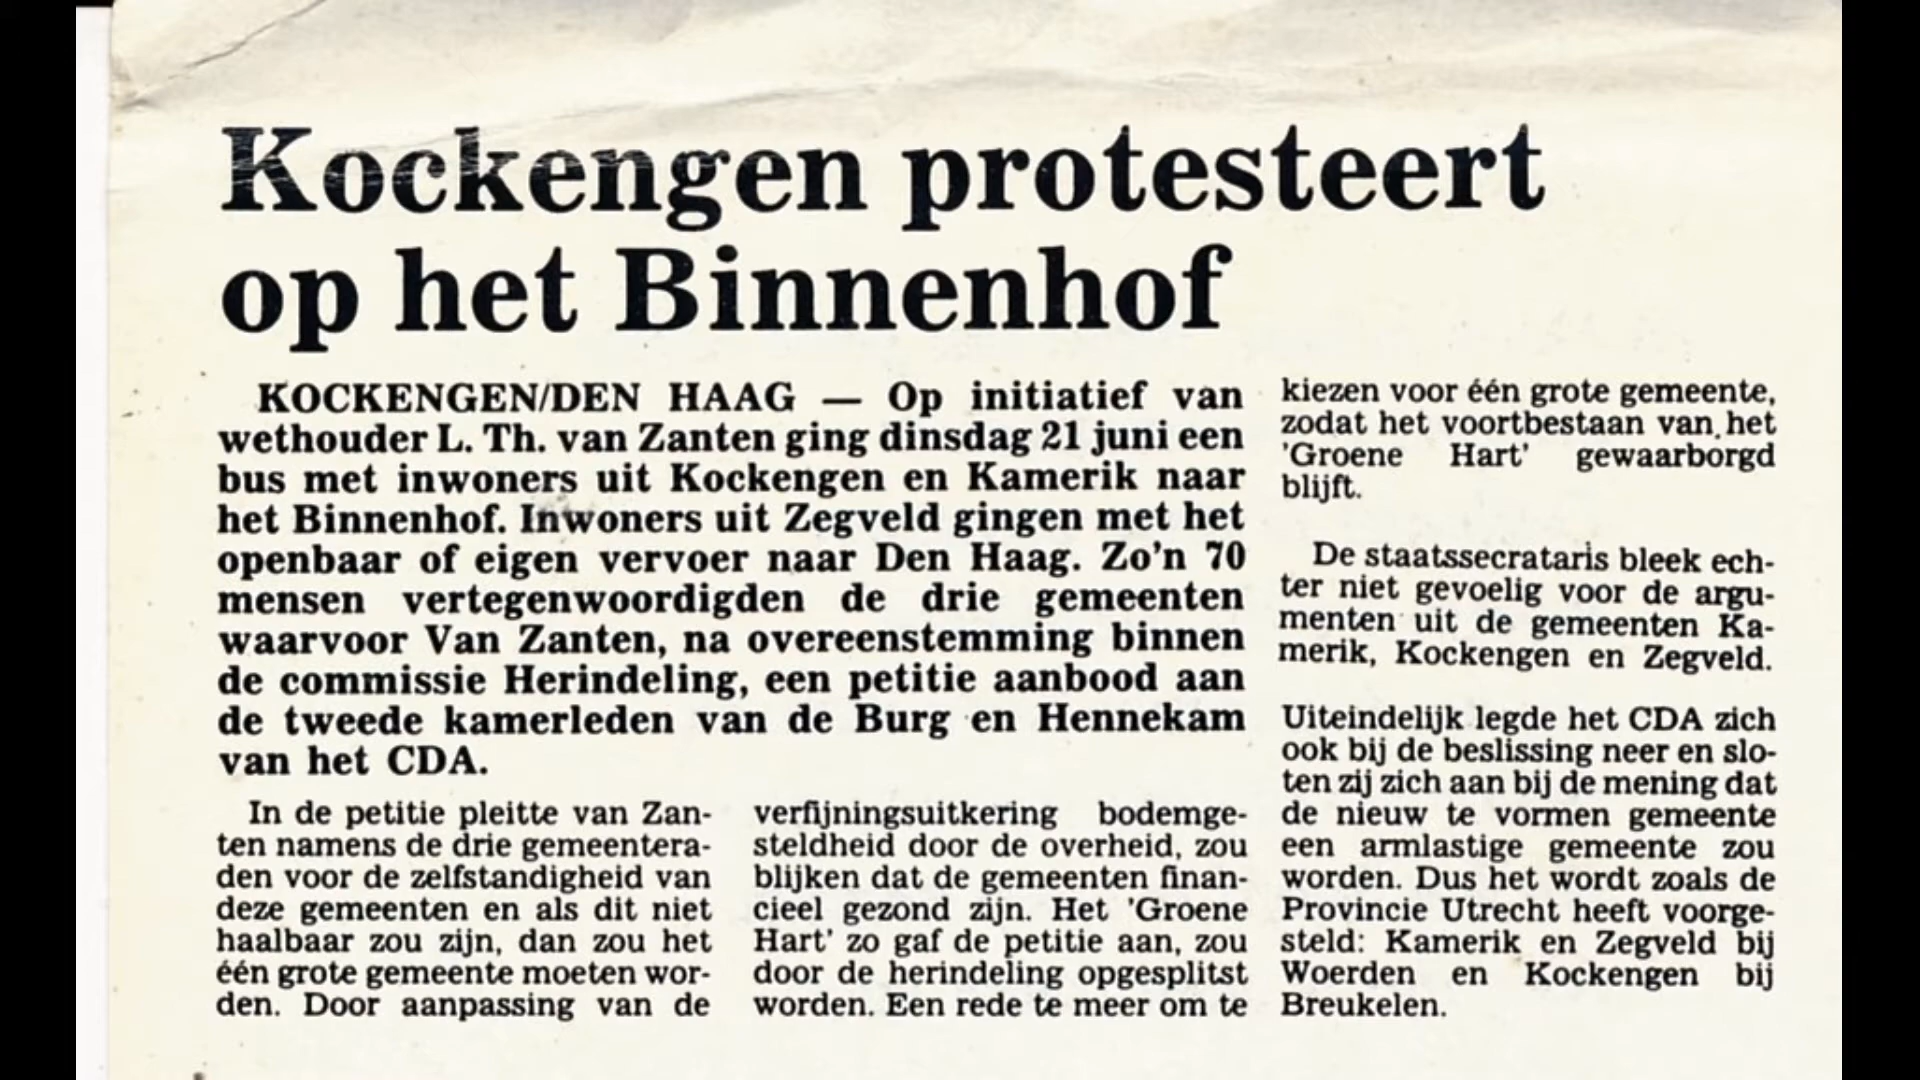 Kockengen protesteert
op het Binnenhof
KOCKENGEN/DEN HAAG — Op initiatief van
wethouder L. Th. van Zanten ging dinsdag 21 juni een
bus met inwoners uit Kockengen en Kamerik naar
het Binnenhof. Inwoners uit Zegveld gingen met het
openbaar of eigen vervoer naar Den Haag. Zo'n 70
mensen vertegenwoordigden de drie gemeenten
waarvoor Van Zanten, na overeenstemming binnen
de commissie Herindeling, een petitie aanbood aan
de tweede kamerleden van de Burg en Hennekam
van het CDA.
In de petitie pleitte van Zan-
ten namens de drie gemeentera-
den voor de zelfstandigheid van
deze gemeenten en als dit niet
haalbaar zou zijn, dan zou het
één grote gemeente moeten wor-
den. Door aanpassing van de
verfijningsuitkering bodemge-
steldheid door de overheid, zou
blijken dat de gemeenten finan-
cieel gezond zijn. Het 'Groene
Hart' zo gaf de petitie aan, zou
door de herindeling opgesplitst
worden. Een rede te meer om te
kiezen voor één grote gemeente,
zodat het voortbestaan van het
'Groene Hart' gewaarborgd
blijft.
De staatssecretaris bleek ech-
ter niet gevoelig voor de argu-
menten uit de gemeenten Ka-
merik, Kockengen en Zegveld.
Uiteindelijk legde het CDA zich
ook bij de beslissing neer en slo-
ten zij zich aan bij de mening dat
de nieuw te vormen gemeente
een armlastige gemeente zou
worden. Dus het wordt zoals de
Provincie Utrecht heeft voorge-
steld: Kamerik en Zegveld bij
Woerden en Kockengen bij
Breukelen.